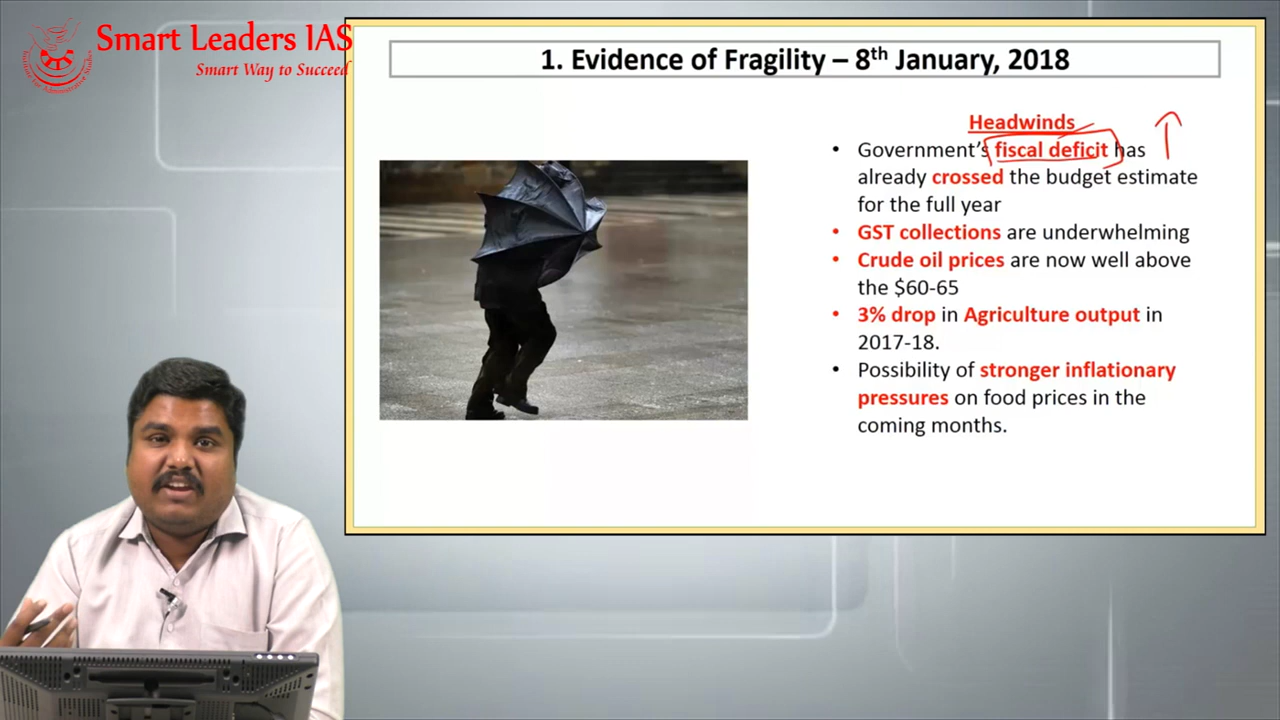 Smart Leaders IAS
Smart Way to Succeed
1. Evidence of Fragility – 8th January, 2018
Headwinds
• Government's fiscal deficit has
already crossed the budget estimate
for the full year
• GST collections are underwhelming
• Crude oil prices are now well above
the $60-65
• 3% drop in Agriculture output in
2017-18.
• Possibility of stronger inflationary
pressures on food prices in the
coming months.